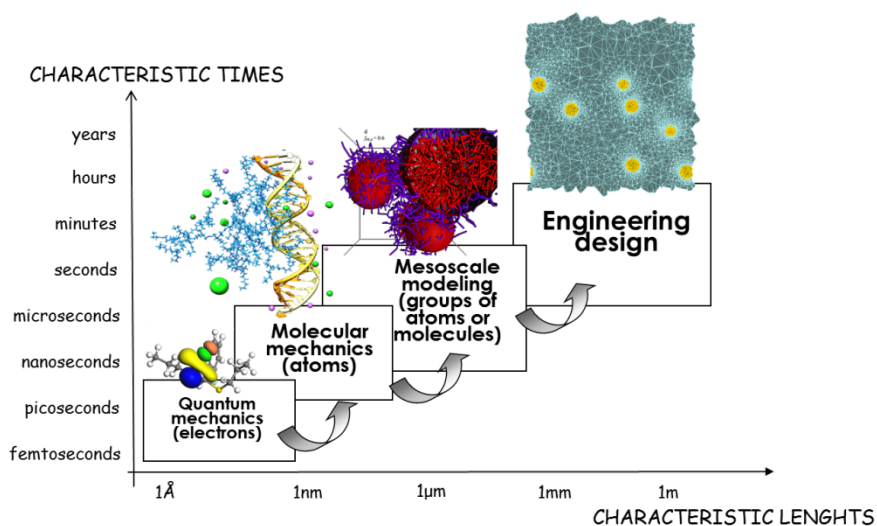 CHARACTERISTIC TIMES
years
hours
minutes
seconds
microseconds
nanoseconds
picoseconds
femtoseconds
Engineering
design
Mesoscale
modeling
(groups of
atoms or
molecules)
Molecular
mechanics
(atoms)
Quantum
mechanics
(electrons)
1Å
1nm
1μm
1mm
1m
CHARACTERISTIC LENGHTS